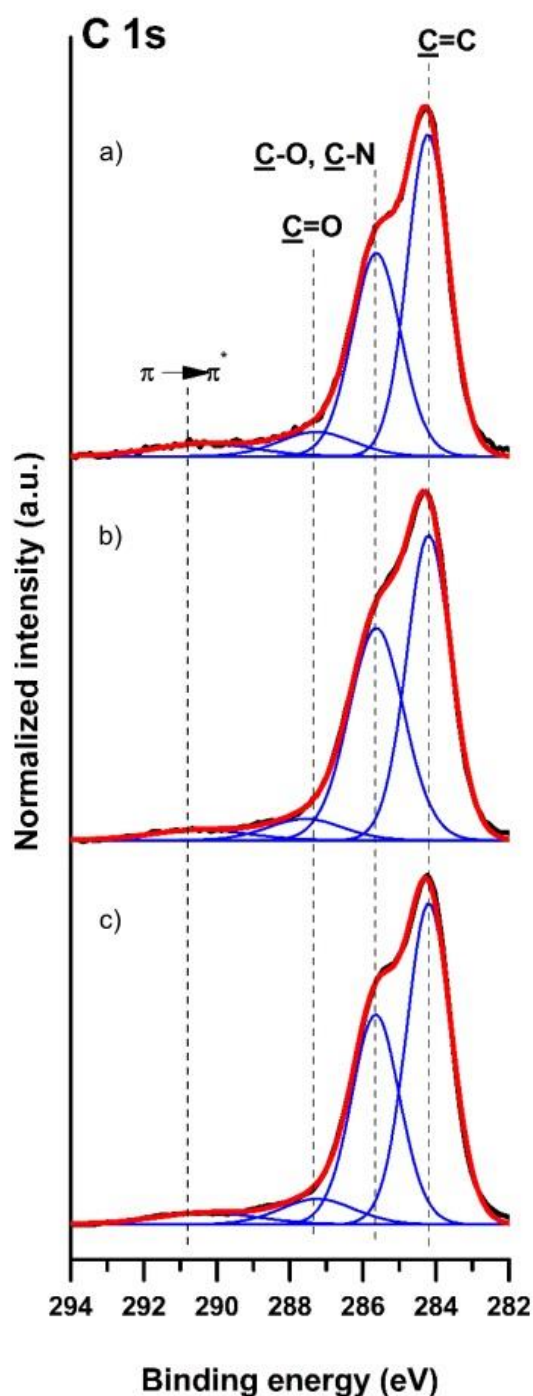 C 1s
C=C
a)
C-O, C-N
C=O
π → π*
b)
c)
Normalized intensity (a.u.)
294 292 290 288 286 284 282
Binding energy (eV)